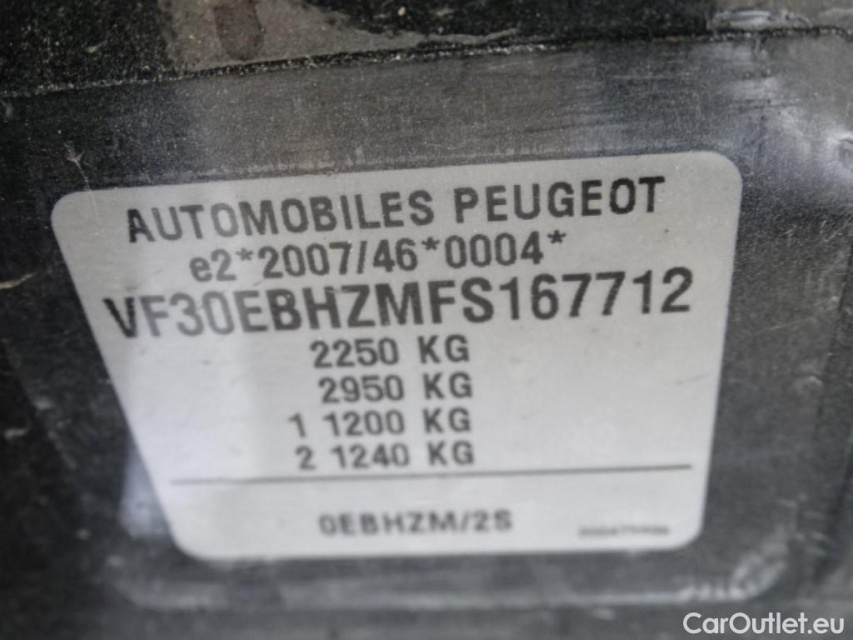 AUTOMOBILES PEUGEOT
e2*2007/46*0004*
VF30EBHZMFS167712
2250 KG
2950 KG
1 1200 KG
2 1240 KG
0EBHZM/2S
CarOutlet.eu